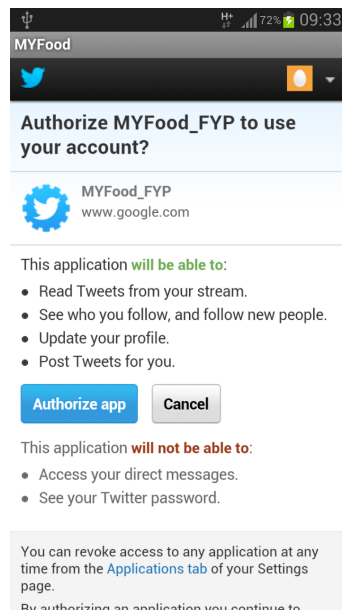 H+ 72% 09:33
MYFood
Authorize MYFood_FYP to use
your account?
MYFood_FYP
www.google.com
This application will be able to:
• Read Tweets from your stream.
• See who you follow, and follow new people.
• Update your profile.
• Post Tweets for you.
Authorize app Cancel
This application will not be able to:
• Access your direct messages.
• See your Twitter password.
You can revoke access to any application at any
time from the Applications tab of your Settings
page.
By authorizing an application you continue to